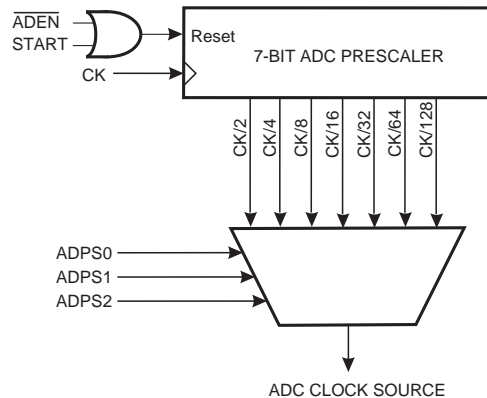 ADEN
START
Reset
CK
7-BIT ADC PRESCALER
CK/2
CK/4
CK/8
CK/16
CK/32
CK/64
CK/128
ADPS0
ADPS1
ADPS2
ADC CLOCK SOURCE